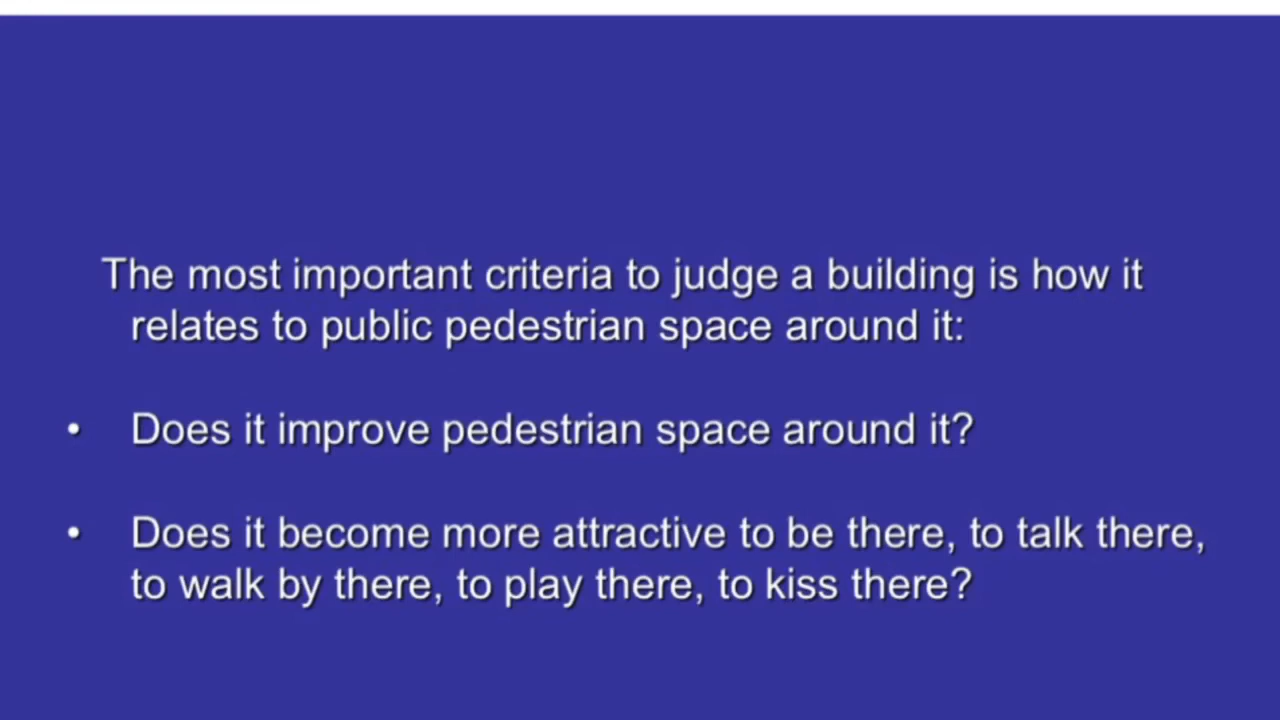 The most important criteria to judge a building is how it
relates to public pedestrian space around it:
• Does it improve pedestrian space around it?
• Does it become more attractive to be there, to talk there,
to walk by there, to play there, to kiss there?